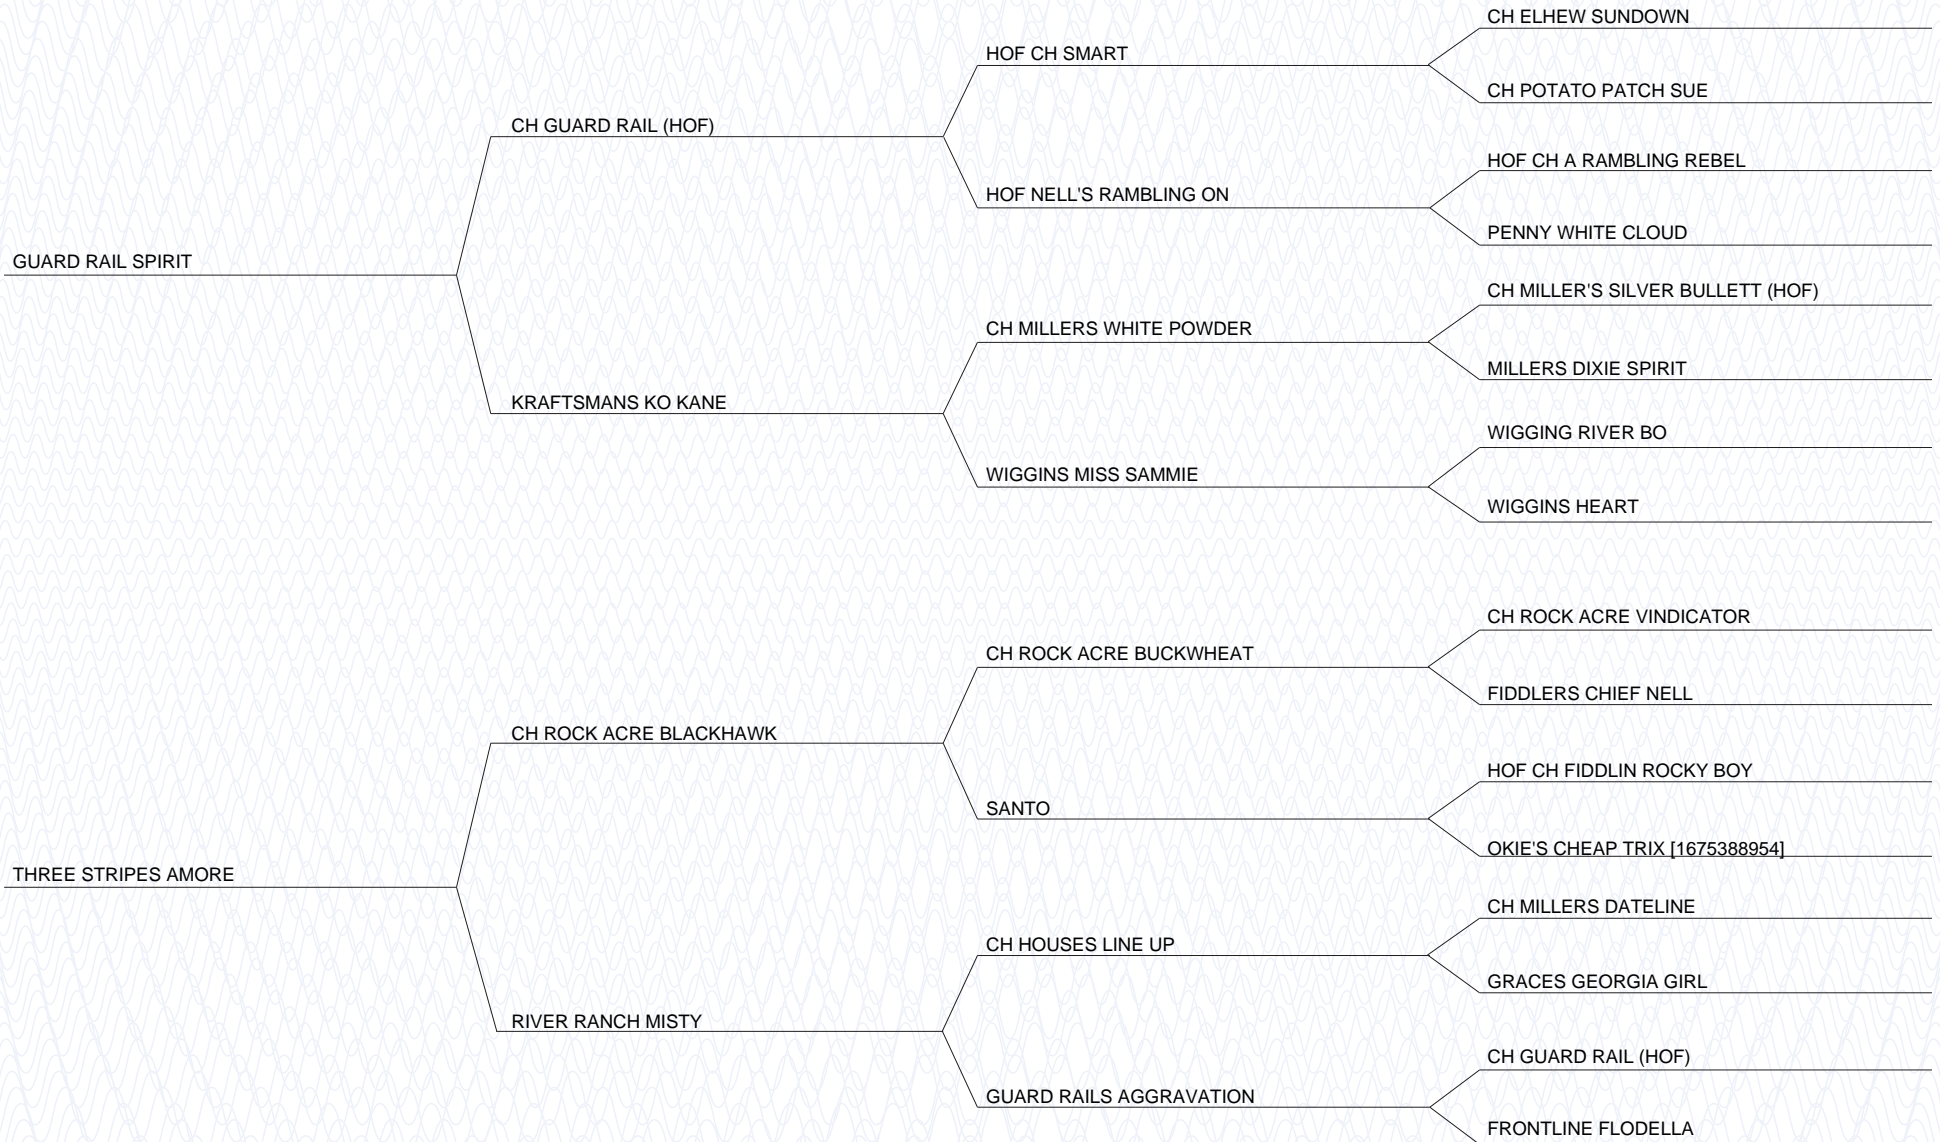 CH ELHEW SUNDOWN
HOF CH SMART
CH POTATO PATCH SUE
CH GUARD RAIL (HOF)
HOF CH A RAMBLING REBEL
HOF NELL'S RAMBLING ON
PENNY WHITE CLOUD
GUARD RAIL SPIRIT
CH MILLER'S SILVER BULLETT (HOF)
CH MILLERS WHITE POWDER
MILLERS DIXIE SPIRIT
KRAFTSMANS KO KANE
WIGGING RIVER BO
WIGGINS MISS SAMMIE
WIGGINS HEART
CH ROCK ACRE VINDICATOR
CH ROCK ACRE BUCKWHEAT
FIDDLERS CHIEF NELL
CH ROCK ACRE BLACKHAWK
HOF CH FIDDLIN ROCKY BOY
SANTO
OKIE'S CHEAP TRIX [1675388954]
THREE STRIPES AMORE
CH MILLERS DATELINE
CH HOUSES LINE UP
GRACES GEORGIA GIRL
RIVER RANCH MISTY
CH GUARD RAIL (HOF)
GUARD RAILS AGGRAVATION
FRONTLINE FLODELLA